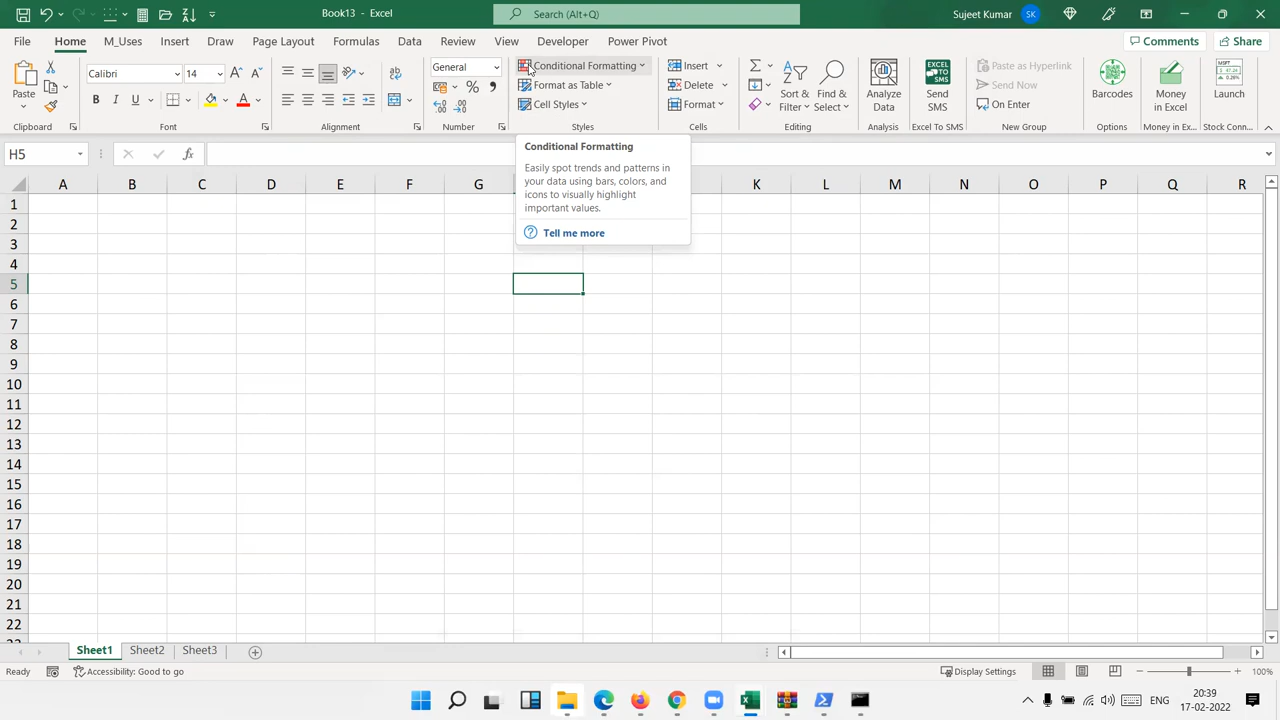 Book13 - Excel
Search (Alt+Q)
Sujeet Kumar
SK
File
Home
M_Uses
Insert
Draw
Page Layout
Formulas
Data
Review
View
Developer
Help
Power Pivot
Comments
Share
Paste
Clipboard
Calibri
14
B
I
U
Font
ab
Alignment
General
%
Number
Conditional Formatting
Format as Table
Cell Styles
Styles
Insert
Delete
Format
Cells
Sort & Filter
Find & Select
Editing
Analyze Data
Analysis
EXCEL TO SMS
Send SMS
Excel To SMS
Paste as Hyperlink
Send Now
On Enter
New Group
Barcodes
Options
Money in Excel
Money in Ex...
Launch
Stock Conn...
H5
fx
Conditional Formatting
Easily spot trends and patterns in
your data using bars, colors, and
icons to visually highlight
important values.
Tell me more
A B C D E F G K L M N O P Q R
1
2
3
4
5
6
7
8
9
10
11
12
13
14
15
16
17
18
19
20
21
22
Sheet1
Sheet2
Sheet3
Ready
Accessibility: Good to go
Display Settings
100%
ENG
20:39
17-02-2022